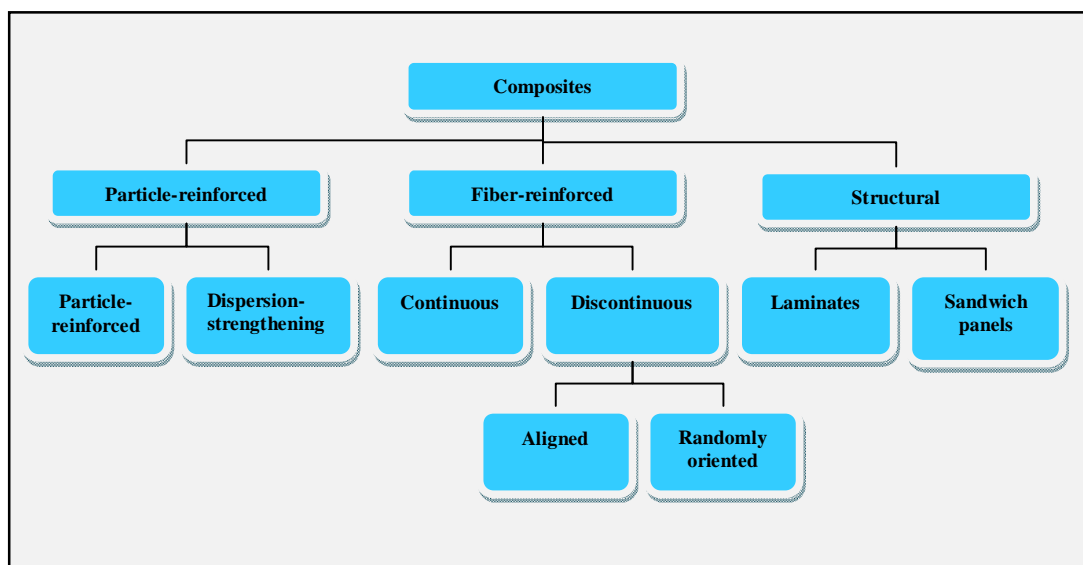 Composites
Particle-reinforced
Fiber-reinforced
Structural
Particle-
reinforced
Dispersion-
strengthening
Continuous
Discontinuous
Laminates
Sandwich
panels
Aligned
Randomly
oriented